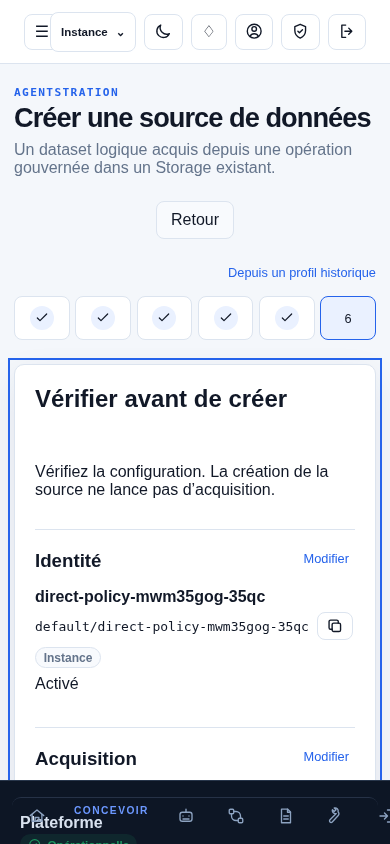 Instance
AGENTSTRATION
Créer une source de données
Un dataset logique acquis depuis une opération
gouvernée dans un Storage existant.
Retour
Depuis un profil historique
6
Vérifier avant de créer
Vérifiez la configuration. La création de la
source ne lance pas d’acquisition.
Identité
Modifier
direct-policy-mwm35gog-35qc
default/direct-policy-mwm35gog-35qc
Instance
Activé
Acquisition
Modifier
CONCEVOIR
Plateforme
Opérationnelle